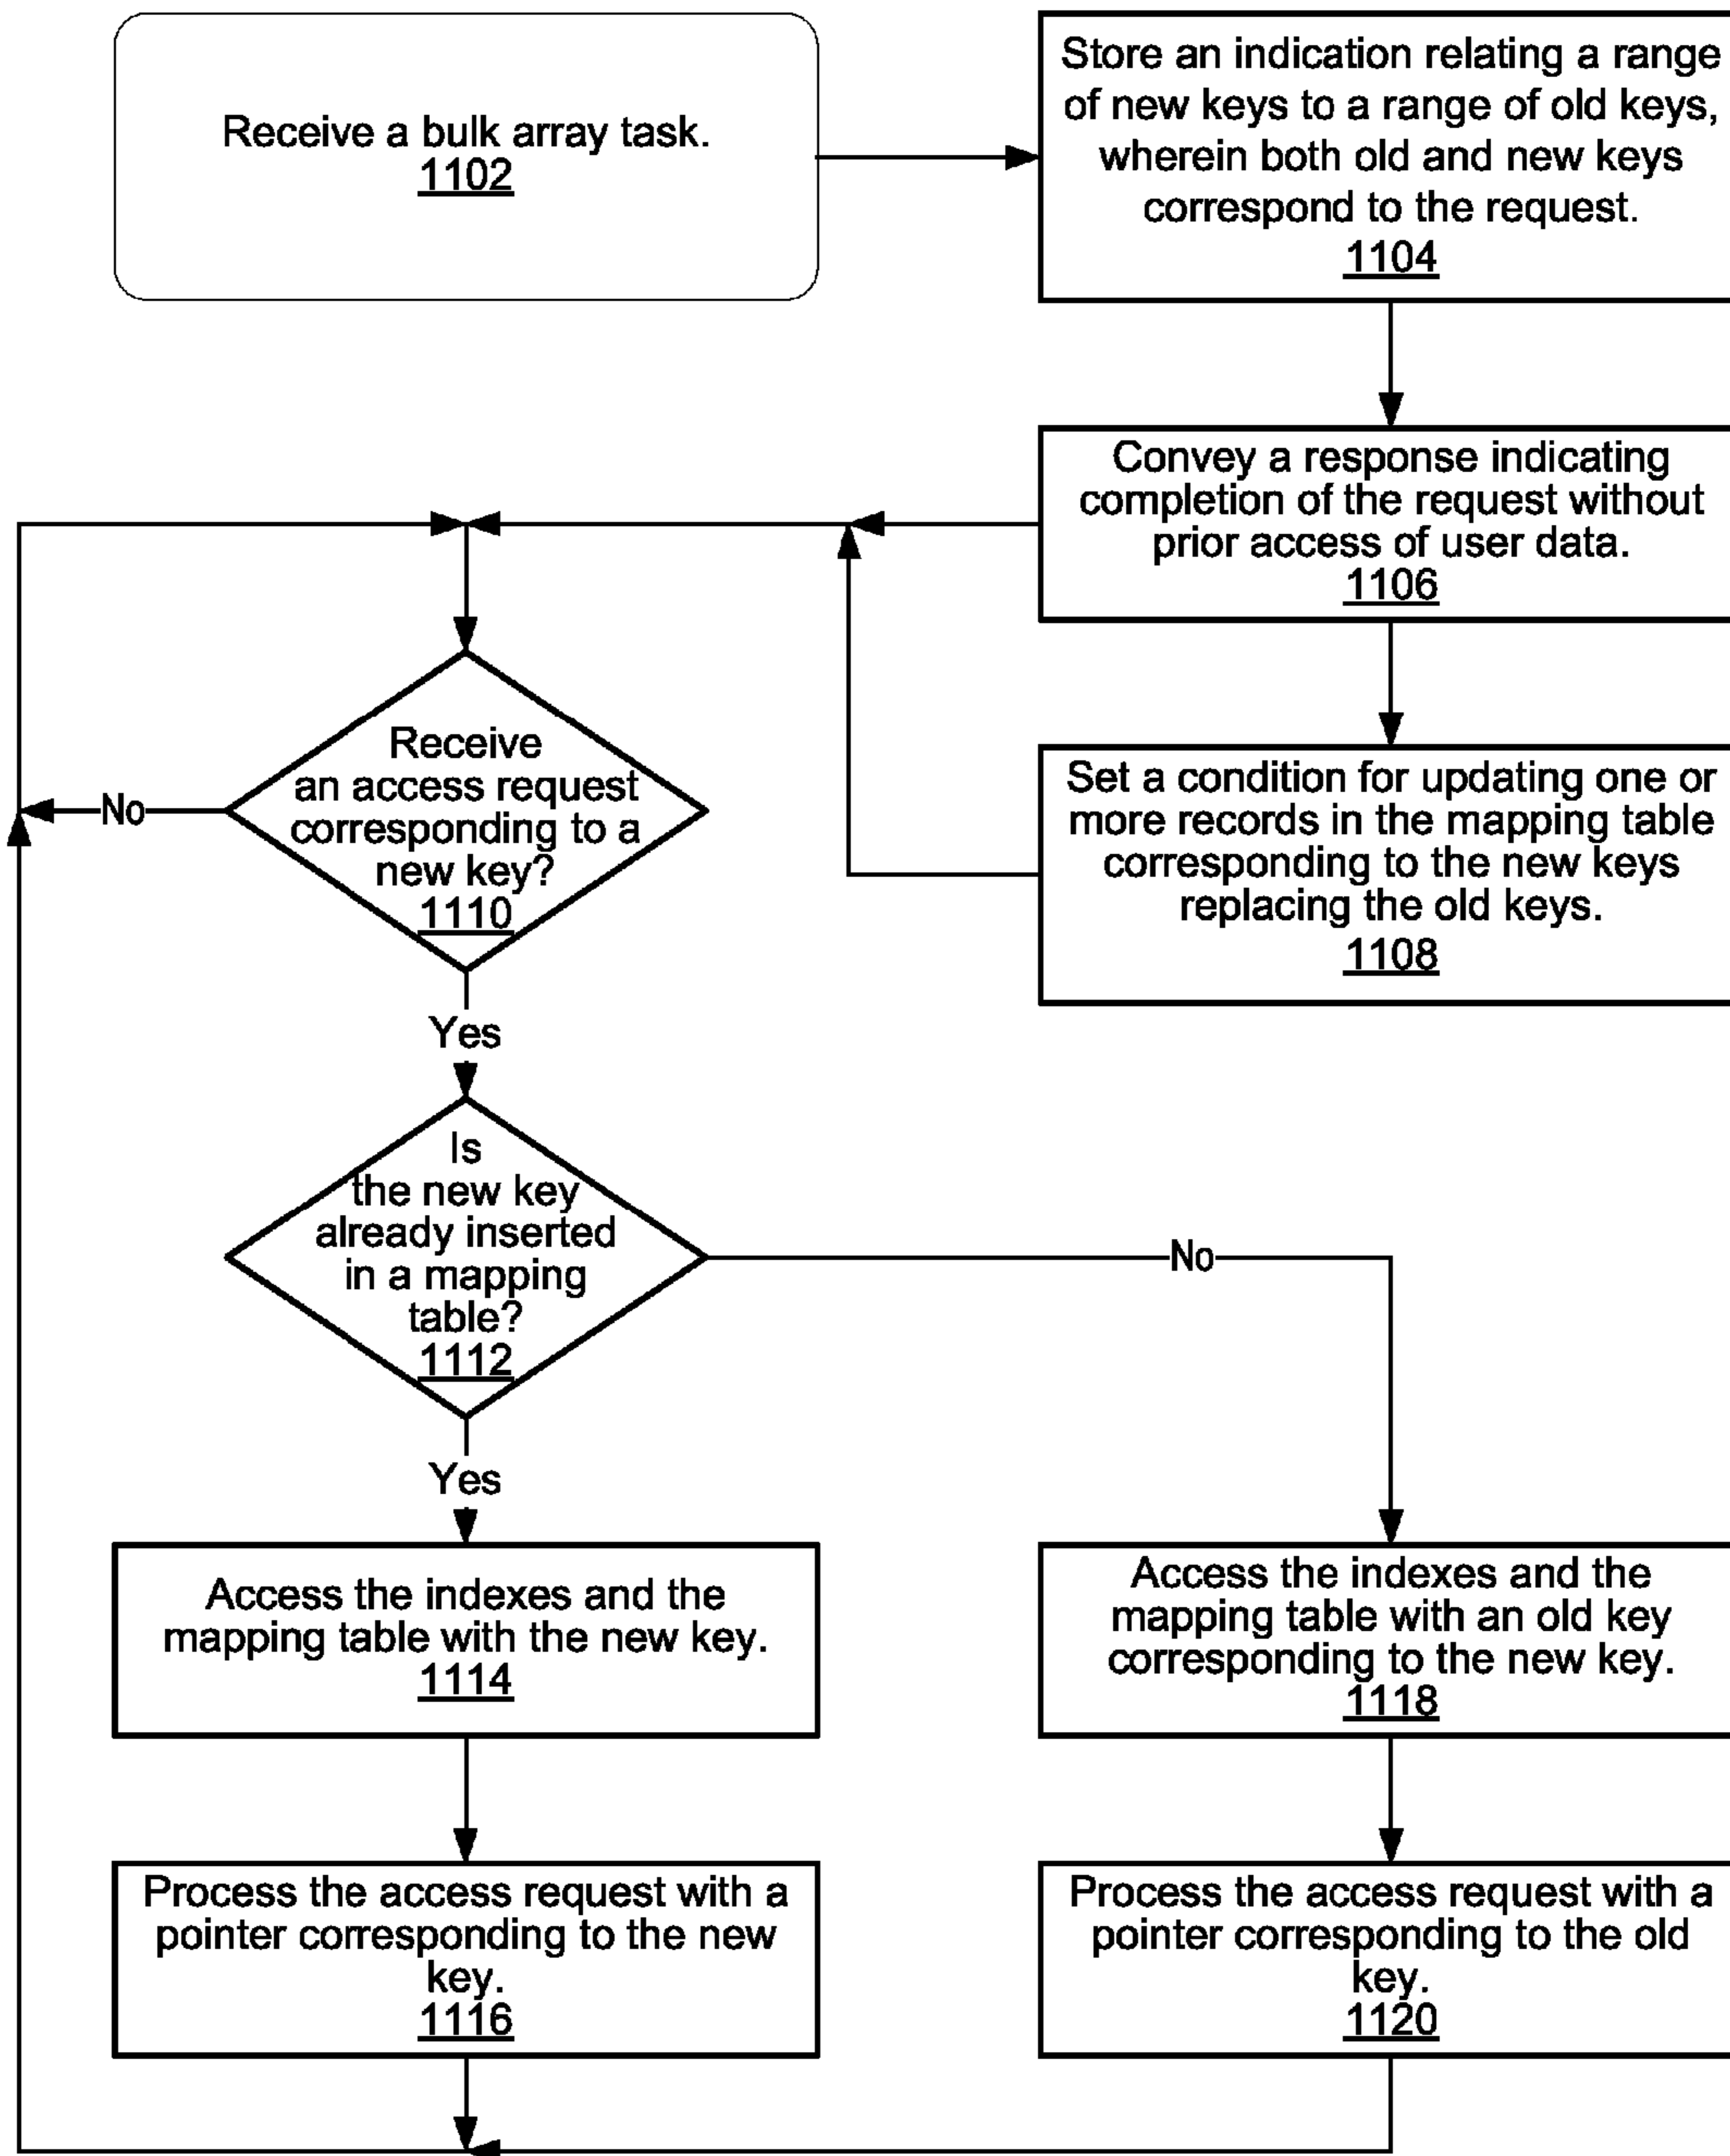 Receive a bulk array task.
1102
Store an indication relating a range
of new keys to a range of old keys,
wherein both old and new keys
correspond to the request.
1104
Convey a response indicating
completion of the request without
prior access of user data.
1106
Set a condition for updating one or
more records in the mapping table
corresponding to the new keys
replacing the old keys.
1108
Receive
an access request
corresponding to a
new key?
1110
No
Yes
Is
the new key
already inserted
in a mapping
table?
1112
No
Yes
Access the indexes and the
mapping table with the new key.
1114
Access the indexes and the
mapping table with an old key
corresponding to the new key.
1118
Process the access request with a
pointer corresponding to the new
key.
1116
Process the access request with a
pointer corresponding to the old
key.
1120